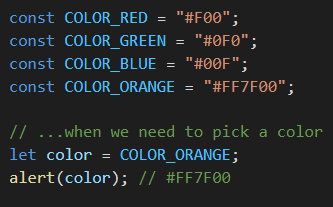 const COLOR_RED = "#F00";
const COLOR_GREEN = "#0F0";
const COLOR_BLUE = "#00F";
const COLOR_ORANGE = "#FF7F00";
// ...when we need to pick a color
let color = COLOR_ORANGE;
alert(color); // #FF7F00